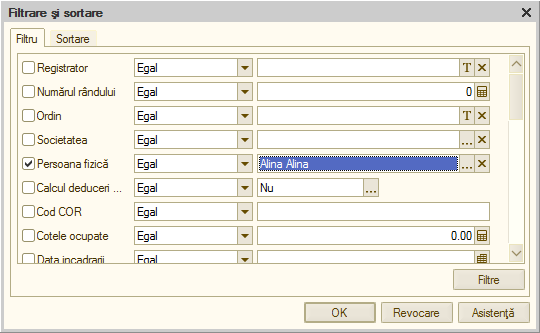 Filtrare şi sortare
Filtru Sortare
Registrator Egal T
Numărul rândului Egal 0
Ordin Egal T
Societatea Egal ...
Persoana fizică Egal Alina Alina ...
Calcul deduceri ... Egal Nu ...
Cod COR Egal
Cotele ocupate Egal 0.00
Data incadrarii Egal
Filtre
OK Revocare Asistenţă